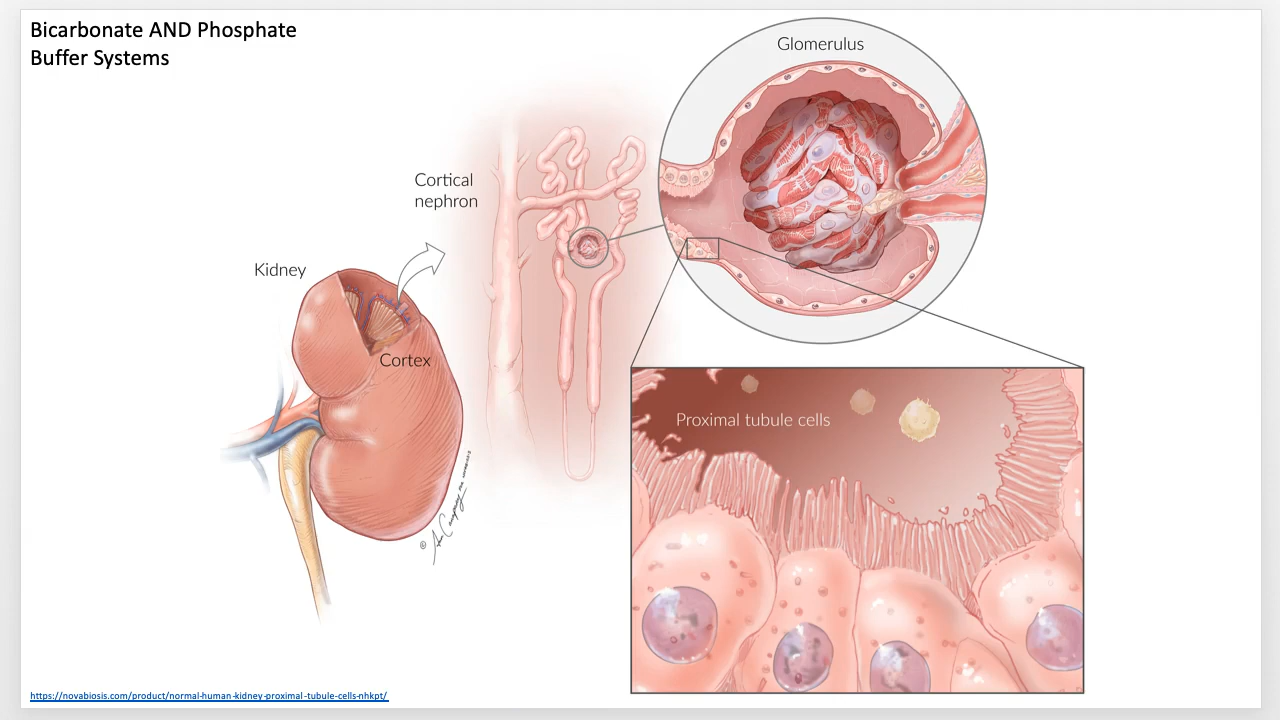 Bicarbonate AND Phosphate
Buffer Systems
Glomerulus
Cortical
nephron
Kidney
Cortex
Proximal tubule cells
https://novabiosis.com/product/normal-human-kidney-proximal-tubule-cells-nhkpt/